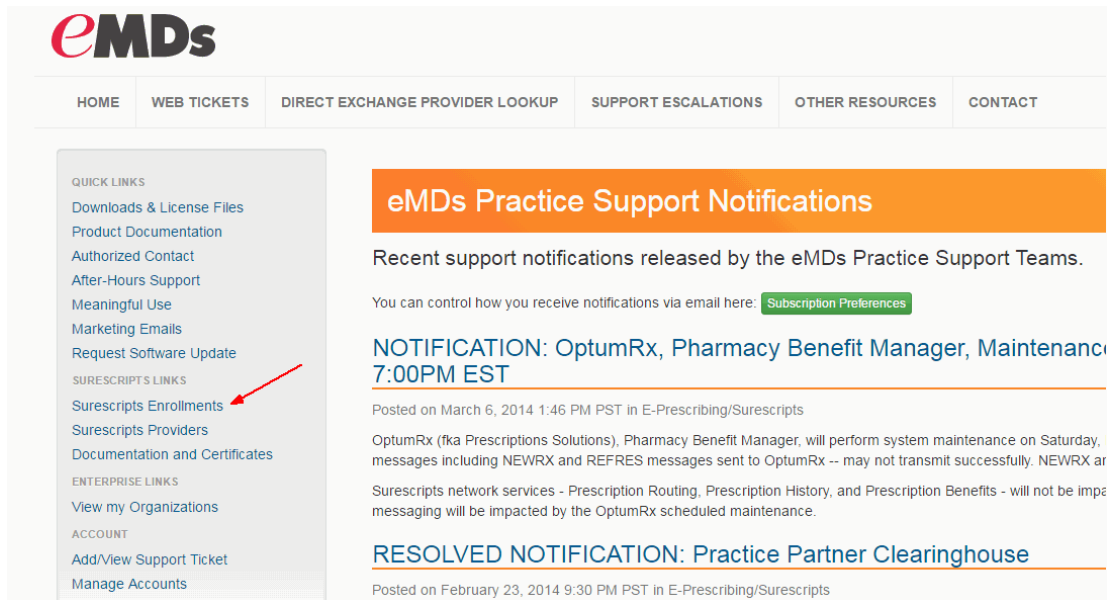 eMDs
HOME WEB TICKETS DIRECT EXCHANGE PROVIDER LOOKUP SUPPORT ESCALATIONS OTHER RESOURCES CONTACT
QUICK LINKS
Downloads & License Files
Product Documentation
Authorized Contact
After-Hours Support
Meaningful Use
Marketing Emails
Request Software Update
SURESCRIPTS LINKS
Surescripts Enrollments
Surescripts Providers
Documentation and Certificates
ENTERPRISE LINKS
View my Organizations
ACCOUNT
Add/View Support Ticket
Manage Accounts
eMDs Practice Support Notifications
Recent support notifications released by the eMDs Practice Support Teams.
You can control how you receive notifications via email here: Subscription Preferences
NOTIFICATION: OptumRx, Pharmacy Benefit Manager, Maintenance
7:00PM EST
Posted on March 6, 2014 1:46 PM PST in E-Prescribing/Surescripts
OptumRx (fka Prescriptions Solutions), Pharmacy Benefit Manager, will perform system maintenance on Saturday,
messages including NEWRX and REFRES messages sent to OptumRx -- may not transmit successfully. NEWRX
Surescripts network services - Prescription Routing, Prescription History, and Prescription Benefits - will not be
messaging will be impacted by the OptumRx scheduled maintenance.
RESOLVED NOTIFICATION: Practice Partner Clearinghouse
Posted on February 23, 2014 9:30 PM PST in E-Prescribing/Surescripts